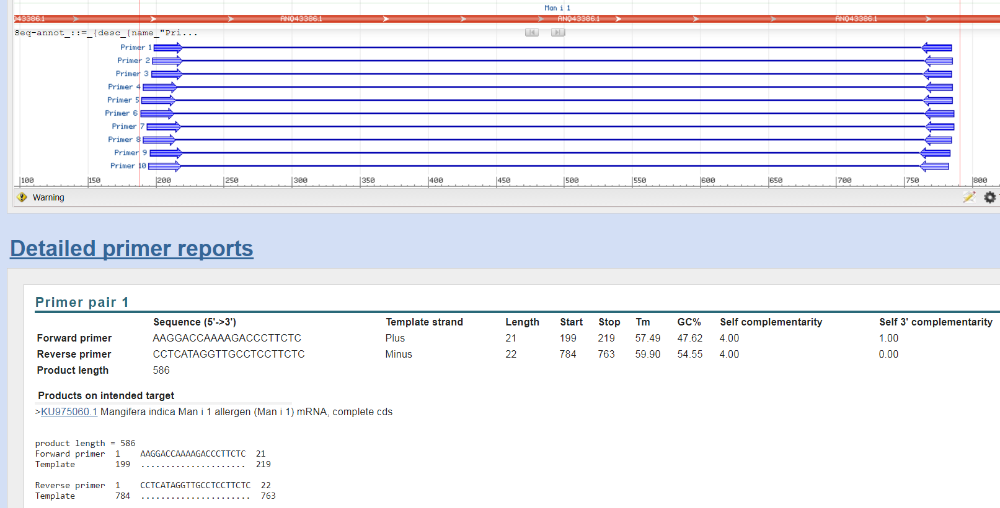 Man i 1
043386.1 ANQ43386.1 ANQ43386.1 ANQ43386.1
Seq-annot_::=_{desc_{name_"Pri...
Primer 1
Primer 2
Primer 3
Primer 4
Primer 5
Primer 6
Primer 7
Primer 8
Primer 9
Primer 10
100 150 200 250 300 350 400 450 500 550 600 650 700 750 800
Warning
Detailed primer reports
Primer pair 1
Sequence (5'->3') Template strand Length Start Stop Tm GC% Self complementarity Self 3' complementarity
Forward primer AAGGACCAAAAGACCCTTCTC Plus 21 199 219 57.49 47.62 4.00 1.00
Reverse primer CCTCATAGGTTGCCTCCTTCTC Minus 22 784 763 59.90 54.55 4.00 0.00
Product length 586
Products on intended target
>KU975060.1 Mangifera indica Man i 1 allergen (Man i 1) mRNA, complete cds
product length = 586
Forward primer 1 AAGGACCAAAAGACCCTTCTC 21
Template 199 ..................... 219
Reverse primer 1 CCTCATAGGTTGCCTCCTTCTC 22
Template 784 ...................... 763